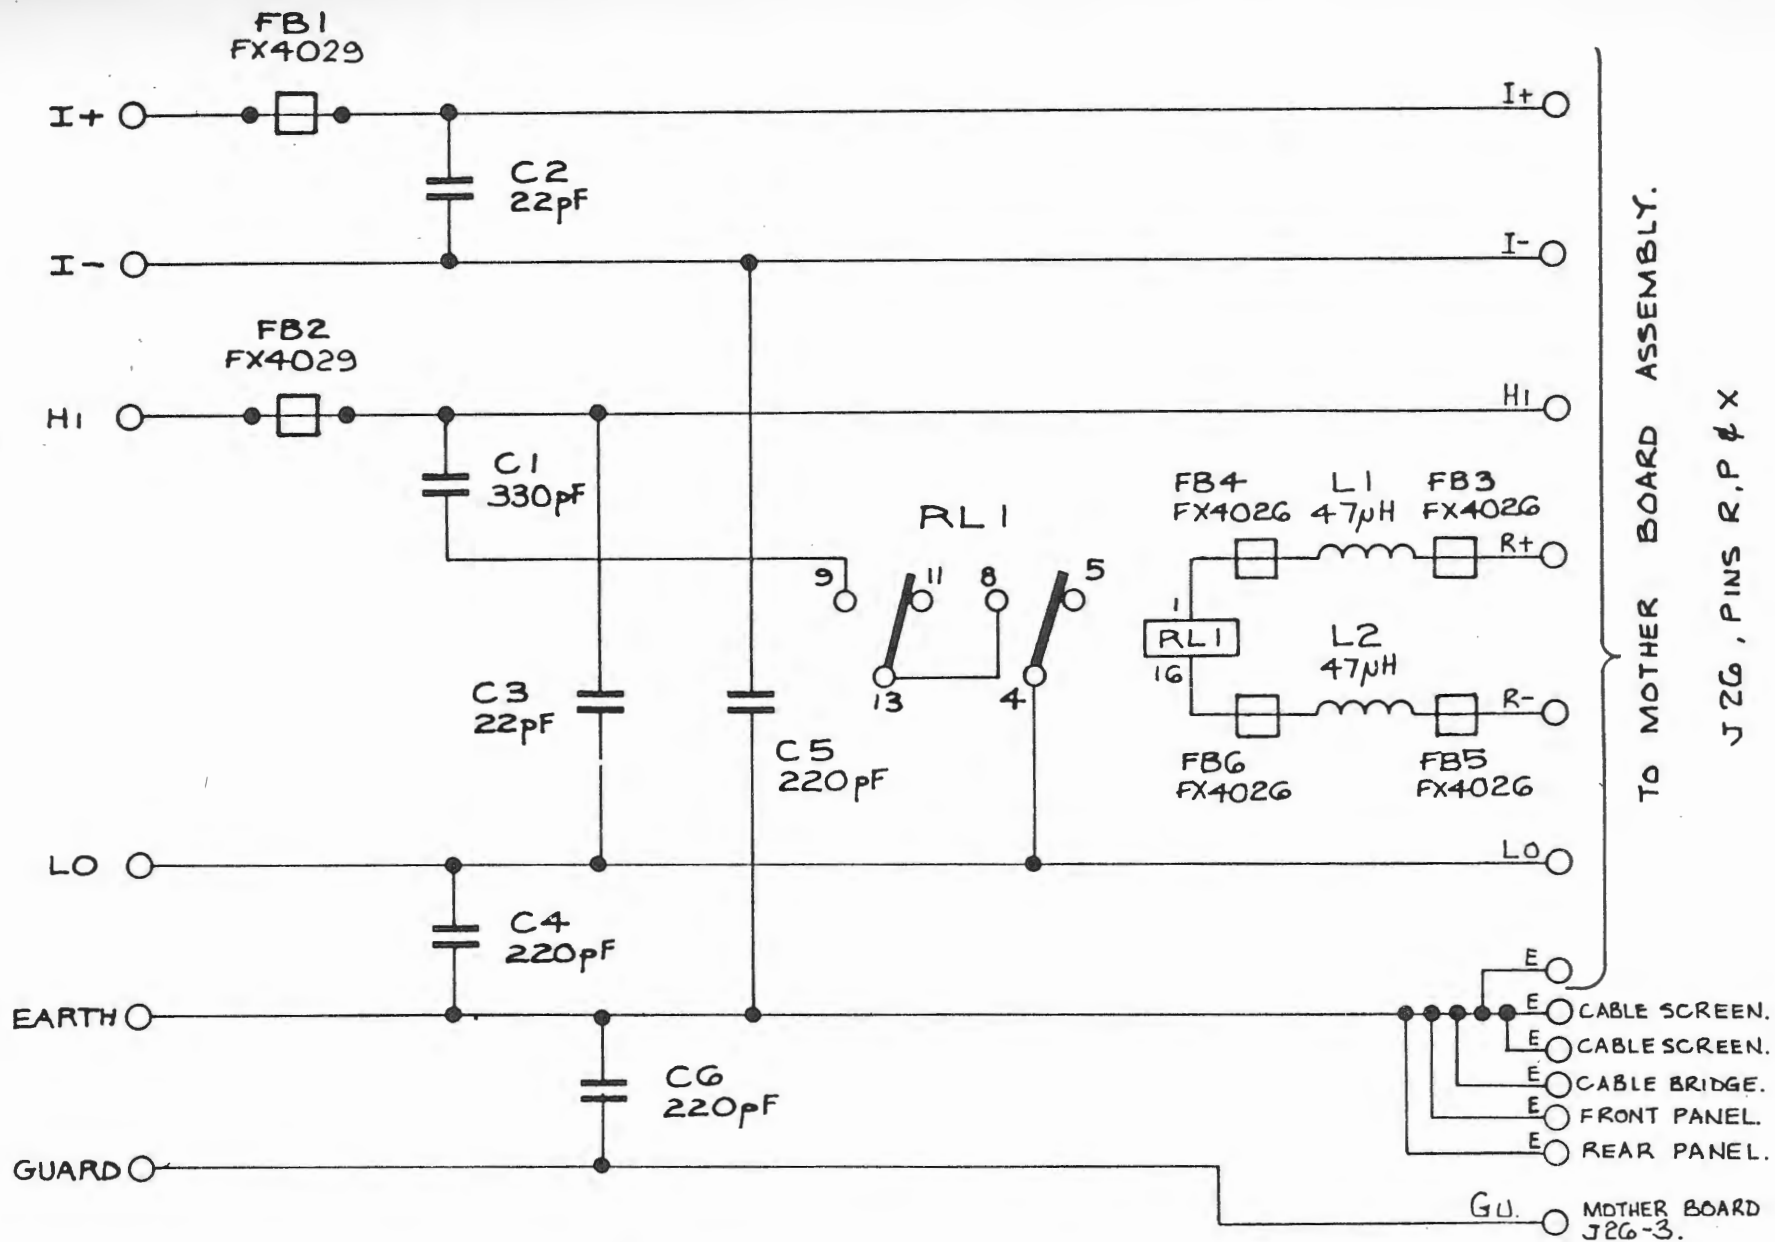 FB1
FX4029
I+
I+
C2
22pF
I-
I-
FB2
FX4029
HI
HI
C1
330pF
RL1
9
11
8
5
13
4
FB4
FX4026
L1
47µH
FB3
FX4026
R+
1
RL1
16
L2
47µH
R-
FB6
FX4026
FB5
FX4026
C3
22pF
C5
220pF
LO
LO
C4
220pF
EARTH
E
E CABLE SCREEN.
E CABLE SCREEN.
E CABLE BRIDGE.
E FRONT PANEL.
E REAR PANEL.
C6
220pF
GUARD
GU. MOTHER BOARD
J26-3.
TO MOTHER BOARD ASSEMBLY.
J26, PINS R,P & X